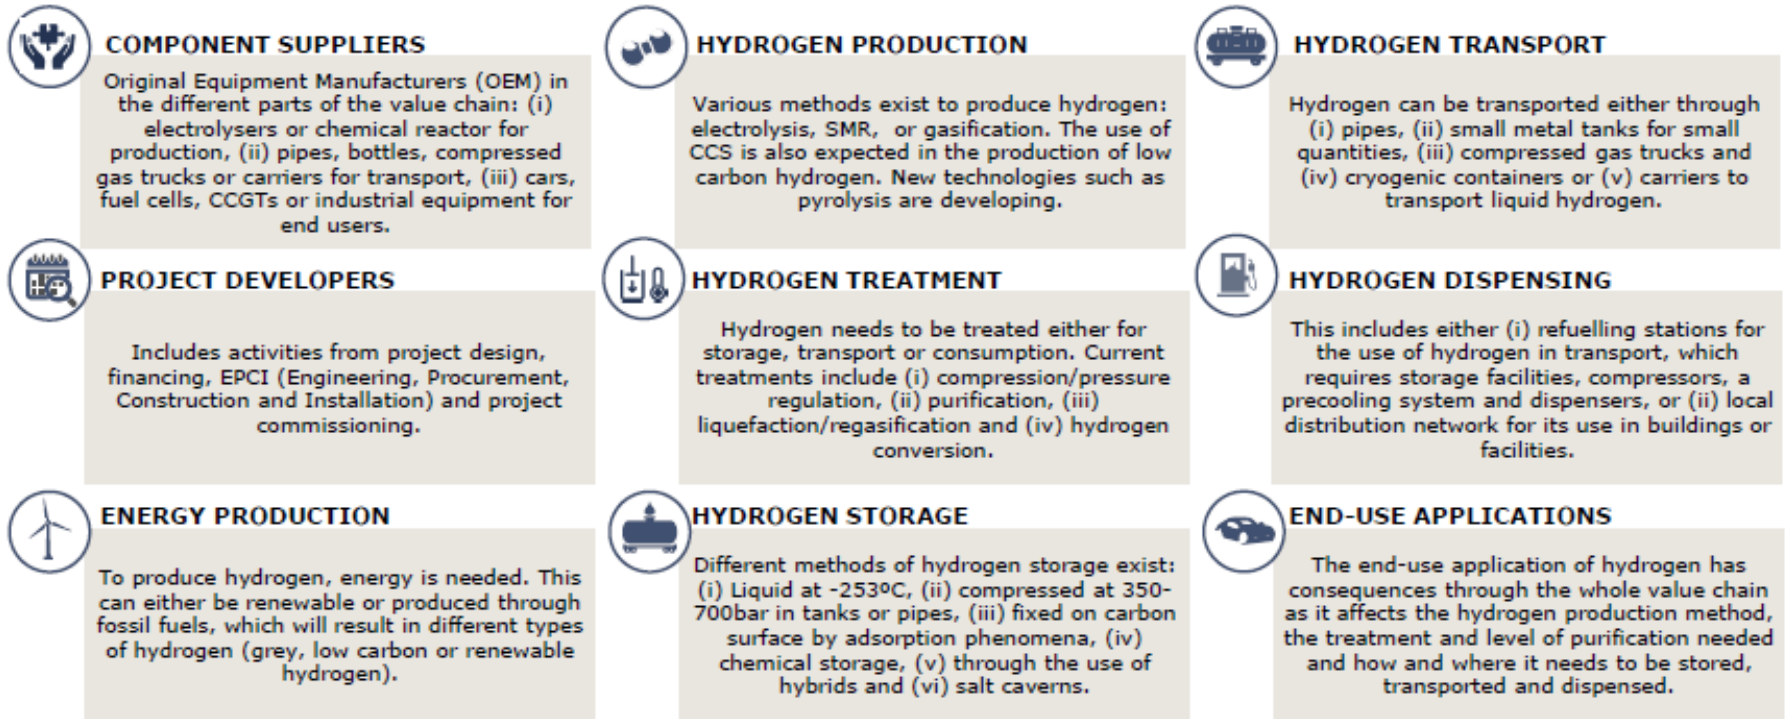 COMPONENT SUPPLIERS
Original Equipment Manufacturers (OEM) in
the different parts of the value chain: (i)
electrolysers or chemical reactor for
production, (ii) pipes, bottles, compressed
gas trucks or carriers for transport, (iii) cars,
fuel cells, CCGTs or industrial equipment for
end users.
HYDROGEN PRODUCTION
Various methods exist to produce hydrogen:
electrolysis, SMR, or gasification. The use of
CCS is also expected in the production of low
carbon hydrogen. New technologies such as
pyrolysis are developing.
HYDROGEN TRANSPORT
Hydrogen can be transported either through
(i) pipes, (ii) small metal tanks for small
quantities, (iii) compressed gas trucks and
(iv) cryogenic containers or (v) carriers to
transport liquid hydrogen.
PROJECT DEVELOPERS
Includes activities from project design,
financing, EPCI (Engineering, Procurement,
Construction and Installation) and project
commissioning.
HYDROGEN TREATMENT
Hydrogen needs to be treated either for
storage, transport or consumption. Current
treatments include (i) compression/pressure
regulation, (ii) purification, (iii)
liquefaction/regasification and (iv) hydrogen
conversion.
HYDROGEN DISPENSING
This includes either (i) refuelling stations for
the use of hydrogen in transport, which
requires storage facilities, compressors, a
precooling system and dispensers, or (ii) local
distribution network for its use in buildings or
facilities.
ENERGY PRODUCTION
To produce hydrogen, energy is needed. This
can either be renewable or produced through
fossil fuels, which will result in different types
of hydrogen (grey, low carbon or renewable
hydrogen).
HYDROGEN STORAGE
Different methods of hydrogen storage exist:
(i) Liquid at -253ºC, (ii) compressed at 350-
700bar in tanks or pipes, (iii) fixed on carbon
surface by adsorption phenomena, (iv)
chemical storage, (v) through the use of
hybrids and (vi) salt caverns.
END-USE APPLICATIONS
The end-use application of hydrogen has
consequences through the whole value chain
as it affects the hydrogen production method,
the treatment and level of purification needed
and how and where it needs to be stored,
transported and dispensed.